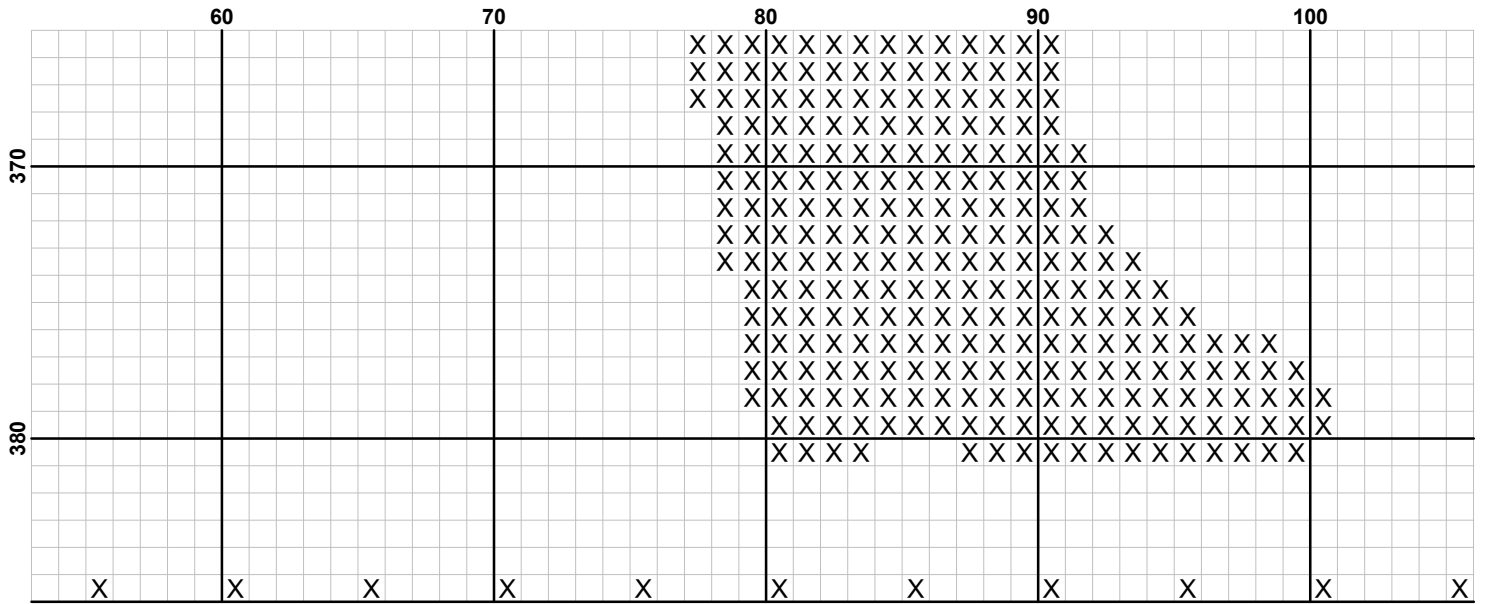 60 70 80 90 100
X X X X X X X X X X X X X X
X X X X X X X X X X X X X X
X X X X X X X X X X X X X X
X X X X X X X X X X X X X
X X X X X X X X X X X X X X
370
X X X X X X X X X X X X X X
X X X X X X X X X X X X X X
X X X X X X X X X X X X X X X
X X X X X X X X X X X X X X X X
X X X X X X X X X X X X X X X X
X X X X X X X X X X X X X X X X X
X X X X X X X X X X X X X X X X X X X X
X X X X X X X X X X X X X X X X X X X X X
X X X X X X X X X X X X X X X X X X X X X X
X X X X X X X X X X X X X X X X X X X X X
380
X X X X X X X X X X X X X X X X X
X X X X X X X X X X X